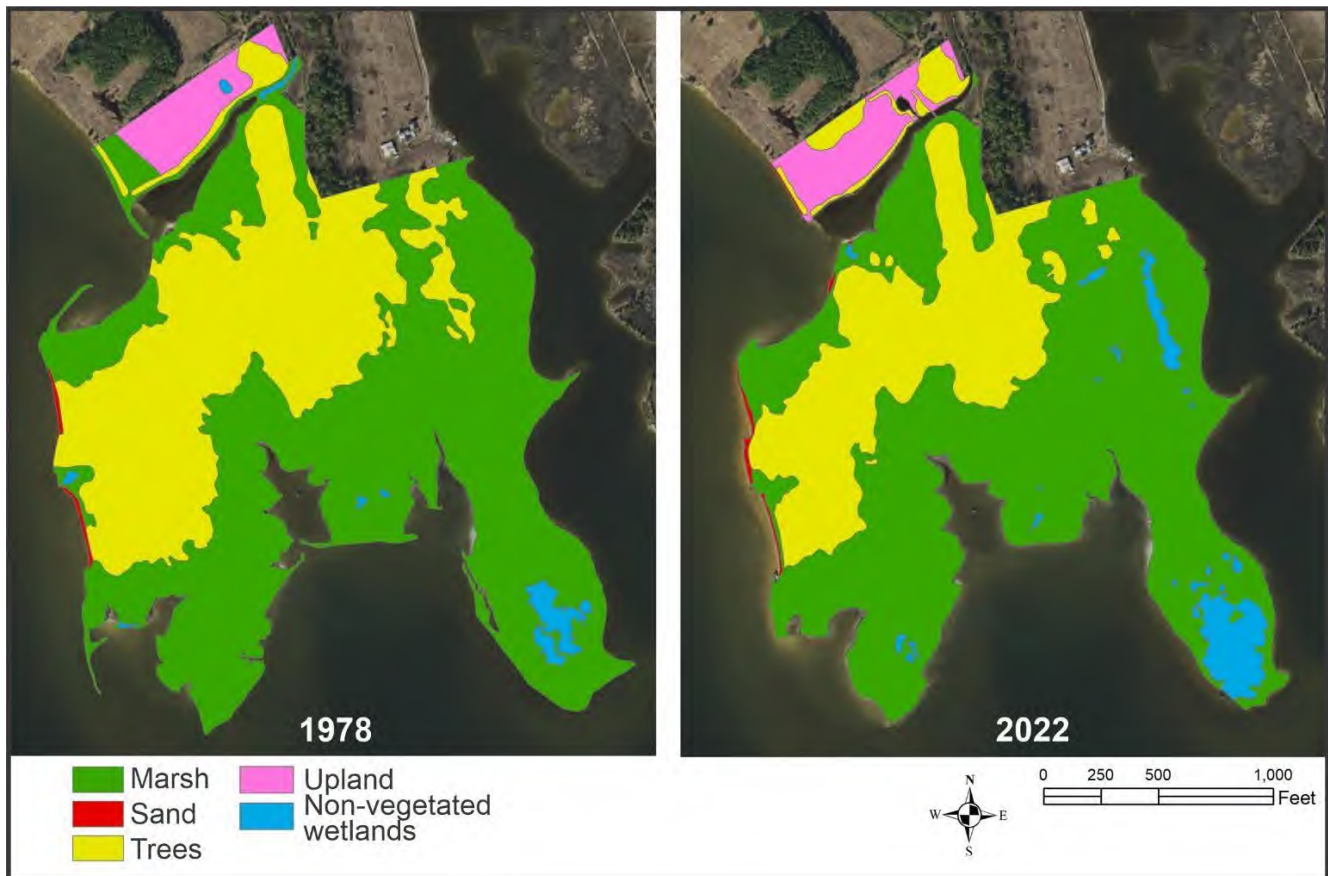 1978
2022
Marsh
Sand
Trees
Upland
Non-vegetated
wetlands
N
W E
S
0 250 500 1,000
Feet